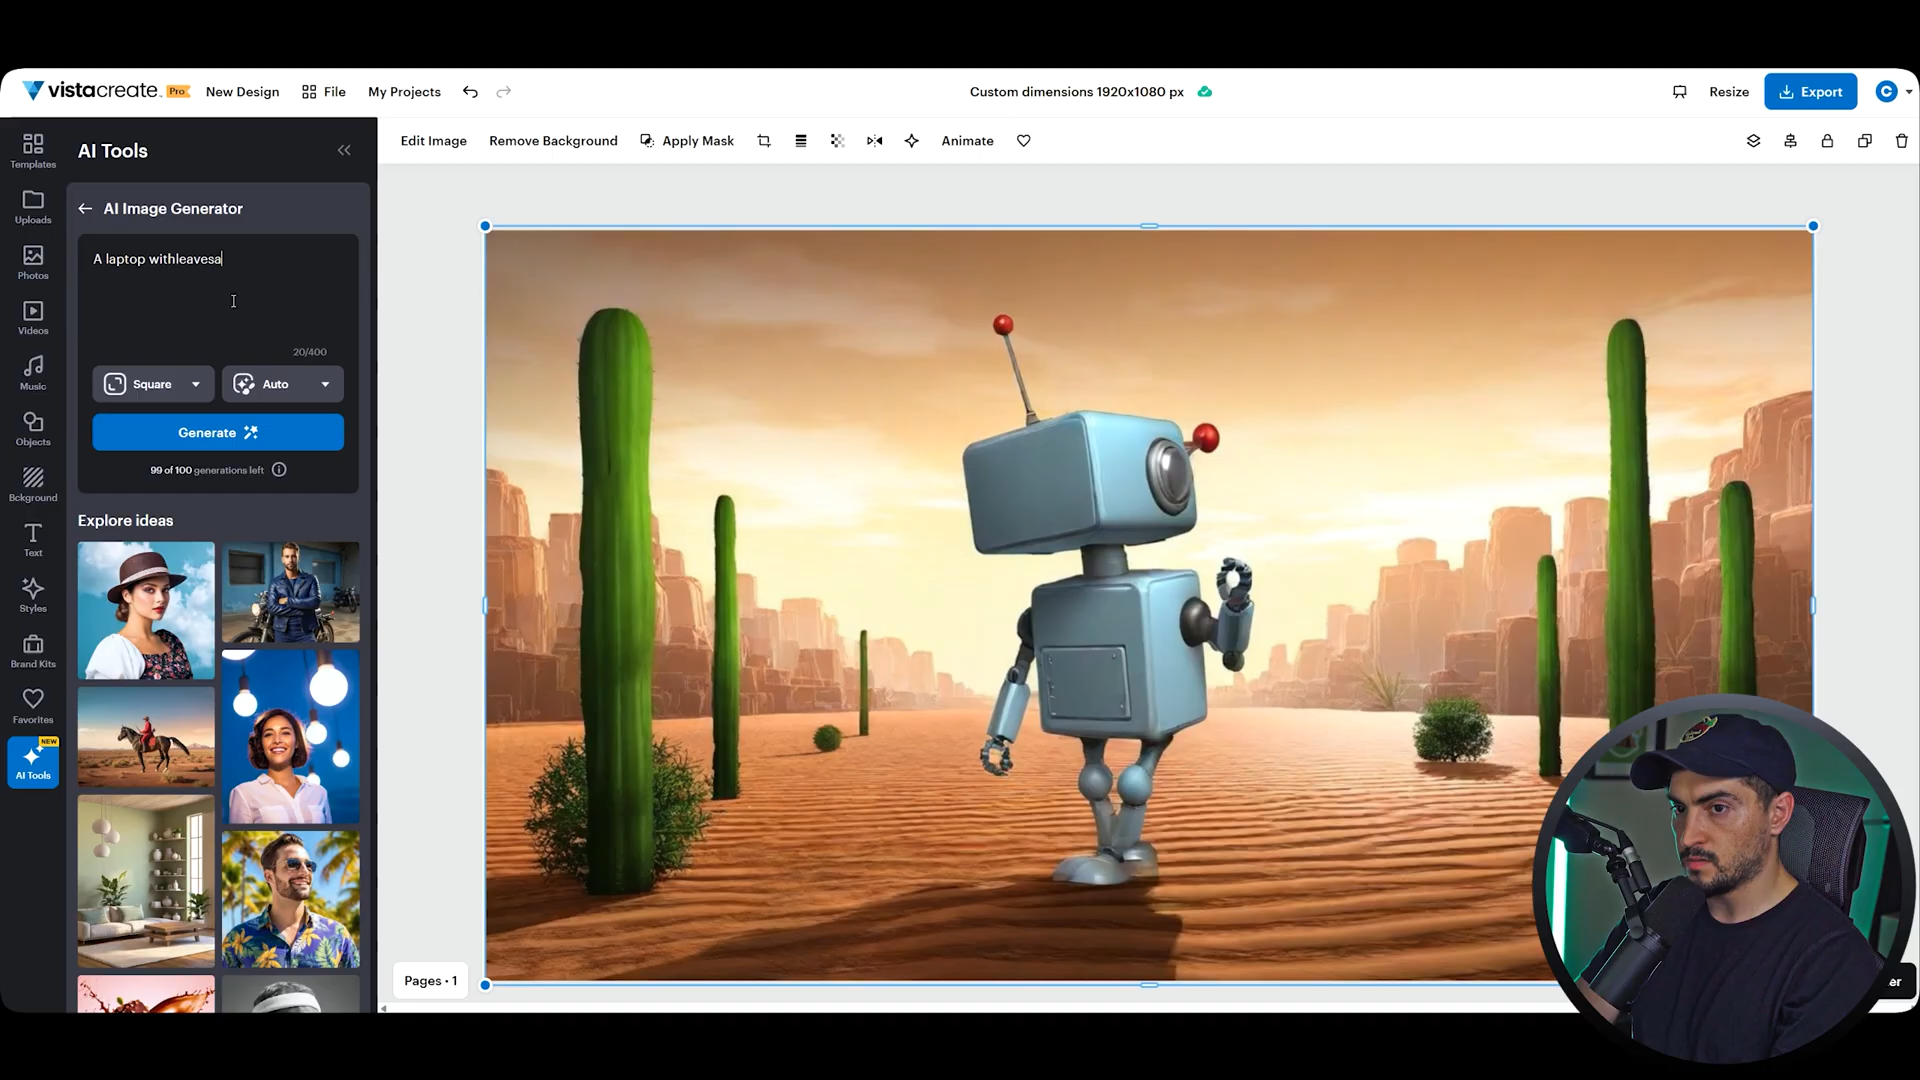 vistacreate Pro New Design File My Projects Custom dimensions 1920x1080 px Resize Export C
Templates
Uploads
Photos
Videos
Music
Objects
Bckground
Text
Styles
Brand Kits
Favorites
NEW
AI Tools
AI Tools
AI Image Generator
A laptop withleavesa
20/400
Square Auto
Generate
99 of 100 generations left
Explore ideas
Edit Image Remove Background Apply Mask Animate
Pages • 1
er